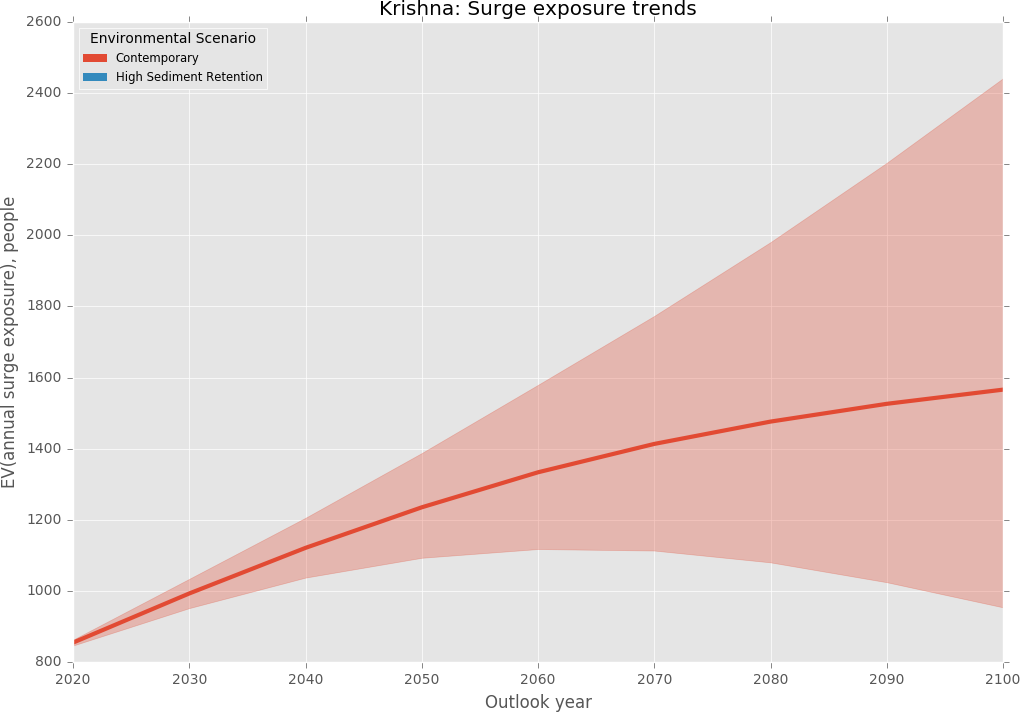 Krishna: Surge exposure trends
Environmental Scenario
Contemporary
High Sediment Retention
EV(annual surge exposure), people
2600
2400
2200
2000
1800
1600
1400
1200
1000
800
2020 2030 2040 2050 2060 2070 2080 2090 2100
Outlook year